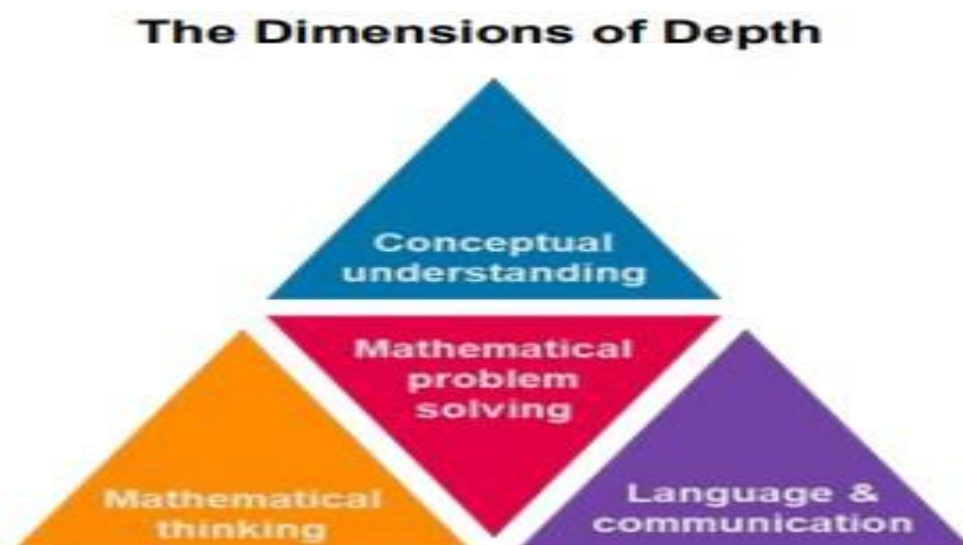 The Dimensions of Depth
Conceptual
understanding
Mathematical
problem
solving
Mathematical
thinking
Language &
communication